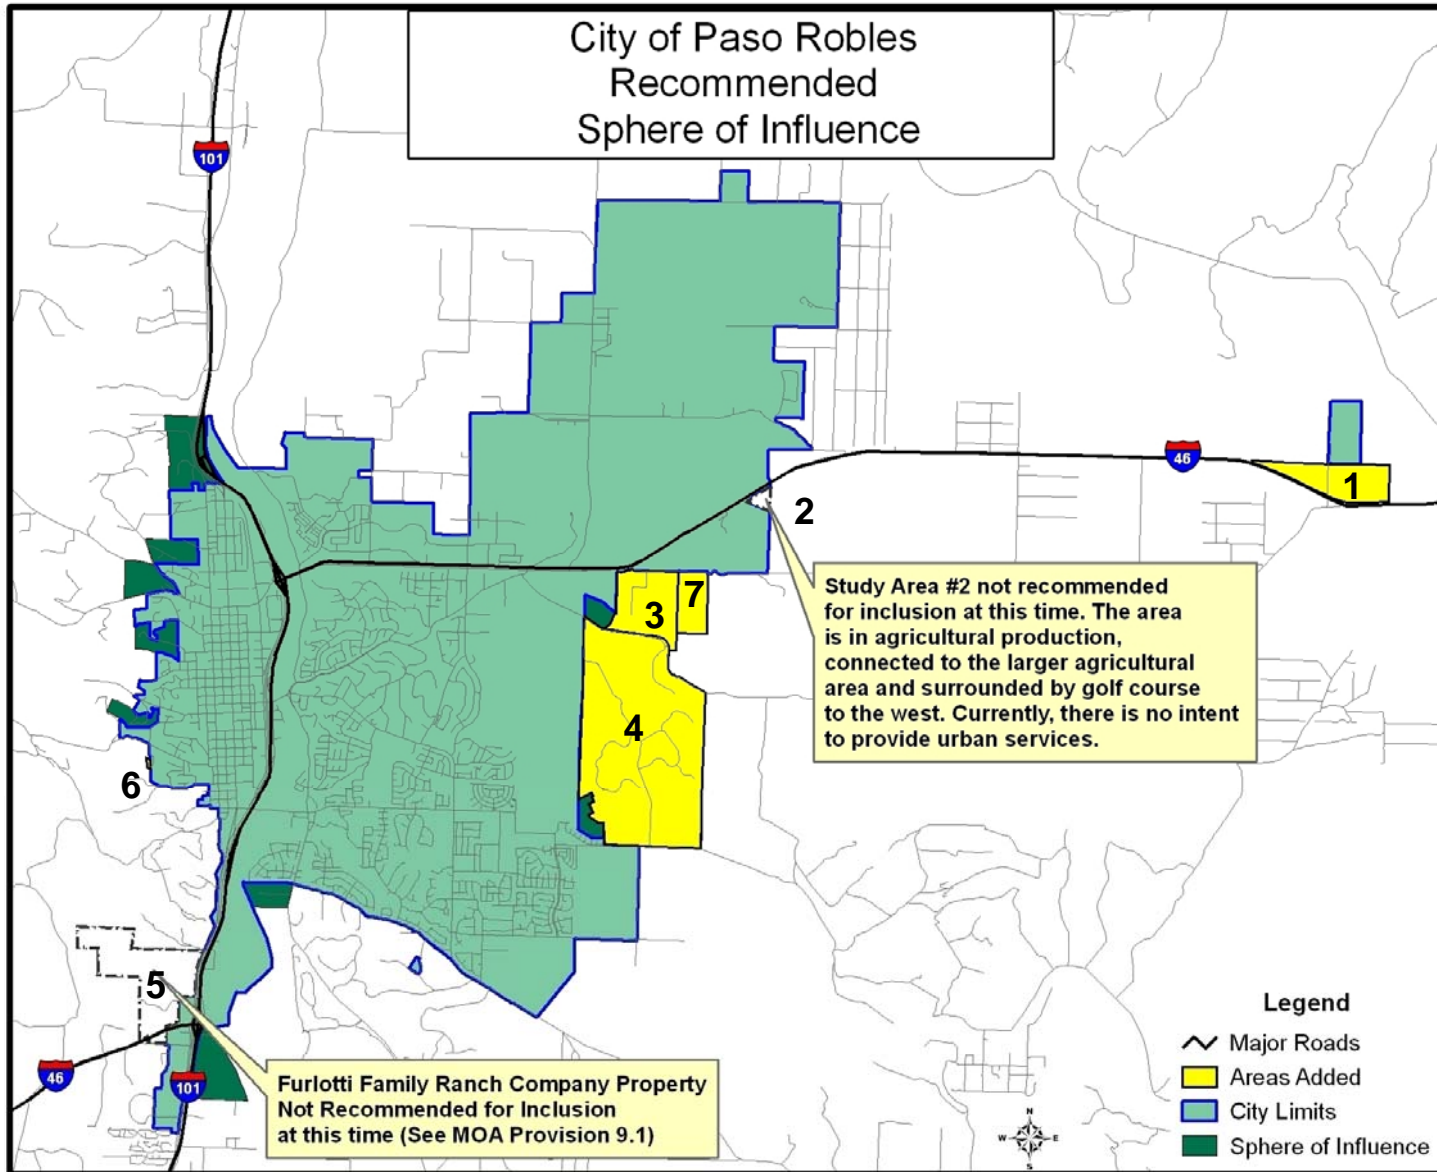 City of Paso Robles
Recommended
Sphere of Influence
101
46
1
2
Study Area #2 not recommended
for inclusion at this time. The area
is in agricultural production,
connected to the larger agricultural
area and surrounded by golf course
to the west. Currently, there is no intent
to provide urban services.
3
7
4
6
5
46
101
Furlotti Family Ranch Company Property
Not Recommended for Inclusion
at this time (See MOA Provision 9.1)
N
W E
S
Legend
Major Roads
Areas Added
City Limits
Sphere of Influence